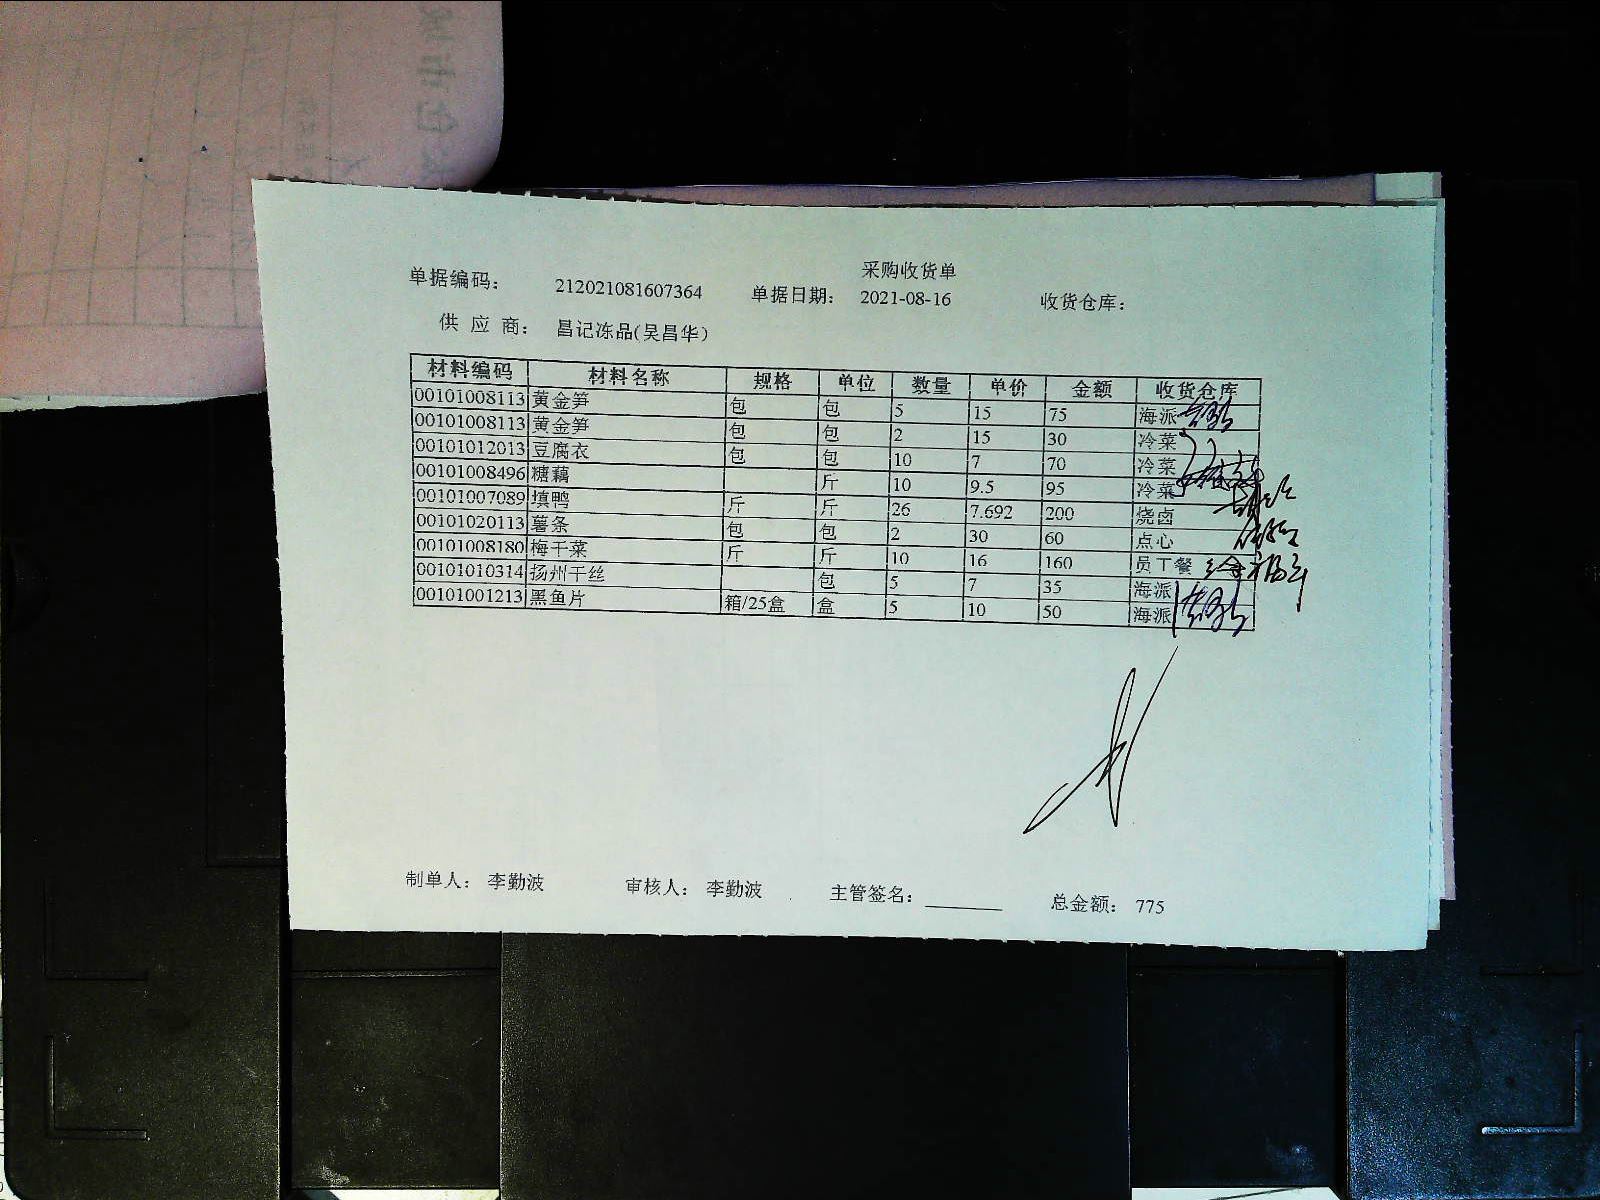 采购收货单
单据编码： 212021081607364 单据日期： 2021-08-16 收货仓库：
供 应 商： 昌记冻品(吴昌华）
材料编码 材料名称 规格 单位 数量 单价 金额 收货仓库
00101008113 黄金笋 包 包 5 15 75 海派
00101008113 黄金笋 包 包 2 15 30 冷菜
00101012013 豆腐衣 包 包 10 7 70 冷菜
00101008496 糖藕 斤 10 9.5 95 冷菜
00101007089 填鸭 斤 斤 26 7.692 200 烧卤
00101020113 薯条 包 包 2 30 60 点心
00101008180 梅干菜 斤 斤 10 16 160 员工餐
00101010314 扬州干丝 包 5 7 35 海派
00101001213 黑鱼片 箱/25盒 盒 5 10 50 海派
制单人： 李勤波 审核人： 李勤波 主管签名： 总金额： 775